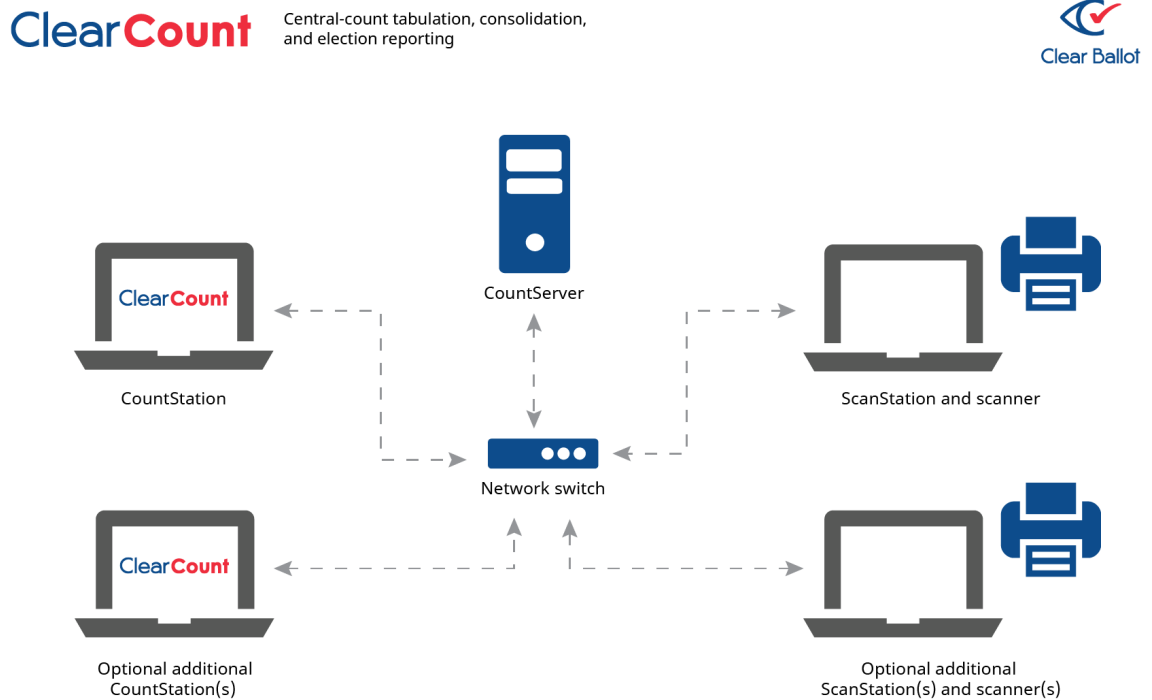 ClearCount
Central-count tabulation, consolidation,
and election reporting
Clear Ballot
CountServer
ClearCount
CountStation
ScanStation and scanner
Network switch
ClearCount
Optional additional
CountStation(s)
Optional additional
ScanStation(s) and scanner(s)